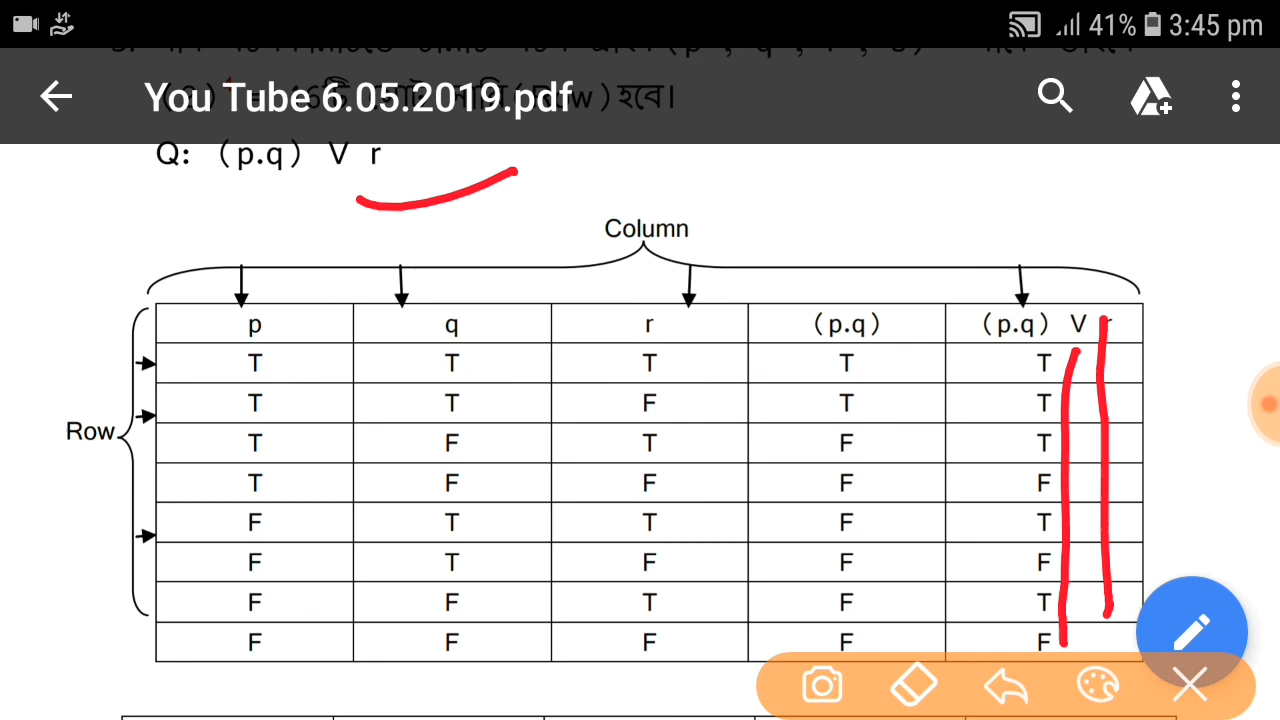 41% 3:45 pm
You Tube 6.05.2019.pdf
হবে।
Q: (p.q) V r
Column
Row
p q r (p.q) (p.q) V r
T T T T T
T T F T T
T F T F T
T F F F F
F T T F T
F T F F F
F F T F T
F F F F F